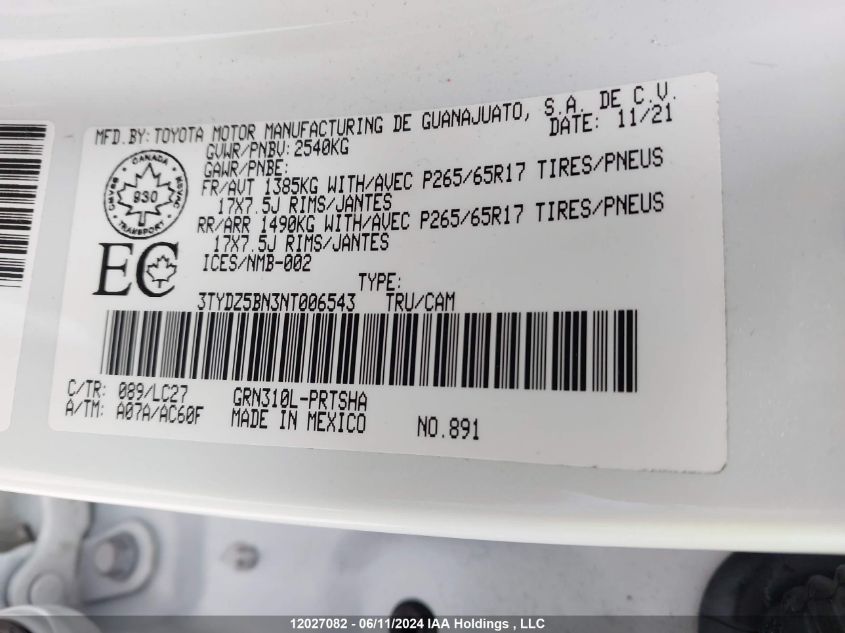 MFD.BY: TOYOTA MOTOR MANUFACTURING DE GUANAJUATO, S.A. DE C.V.
GVWR/PNBV: 2540KG DATE: 11/21
GAWR/PNBE:
FR/AVT 1385KG WITH/AVEC P265/65R17 TIRES/PNEUS
17X7.5J RIMS/JANTES
RR/ARR 1490KG WITH/AVEC P265/65R17 TIRES/PNEUS
17X7.5J RIMS/JANTES
ICES/NMB-002
CANADA
930
TRANSPORT
EC
TYPE:
3TYDZ5BN3NT006543 TRU/CAM
C/TR: 089/LC27 GRN310L-PRTSHA
A/TM: A07A/AC60F MADE IN MEXICO NO.891
12027082 - 06/11/2024 IAA Holdings , LLC